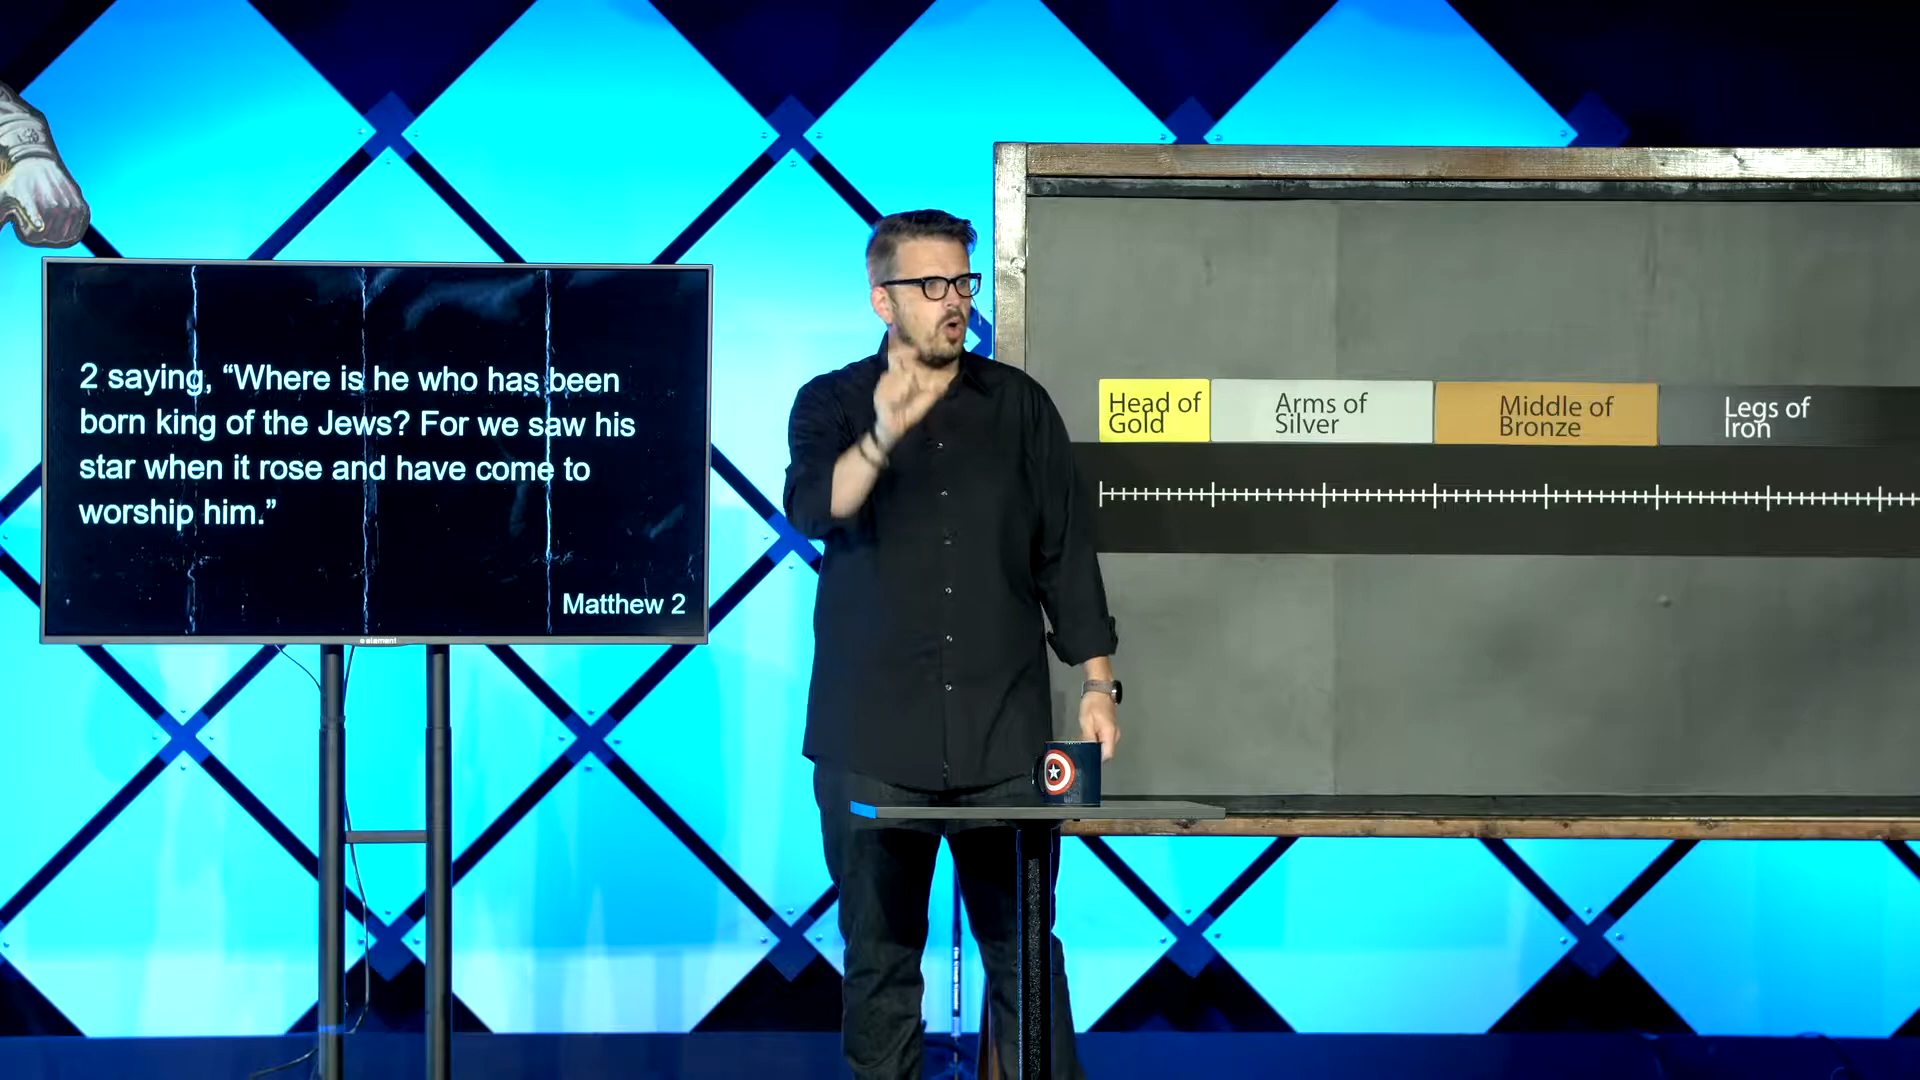 2 saying, “Where is he who has been
born king of the Jews? For we saw his
star when it rose and have come to
worship him.”
Matthew 2
element
Head of
Gold
Arms of
Silver
Middle of
Bronze
Legs of
Iron